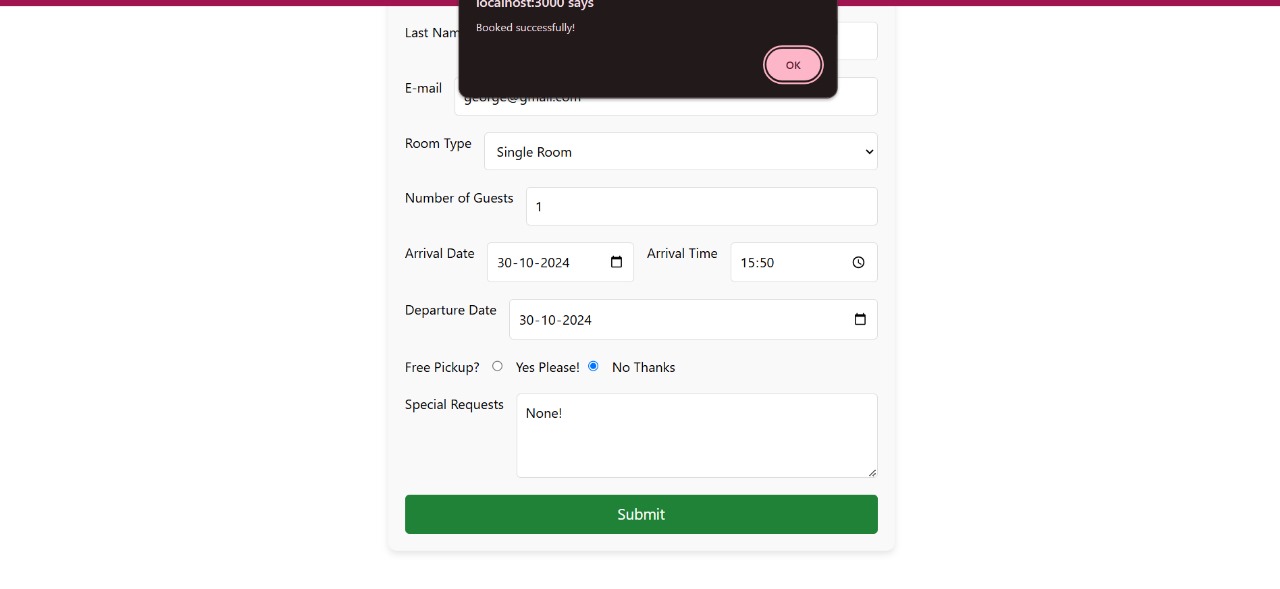 localhost:3000 says
Booked successfully!
OK
Last Nam
E-mail george@gmail.com
Room Type Single Room
Number of Guests 1
Arrival Date 30-10-2024 Arrival Time 15:50
Departure Date 30-10-2024
Free Pickup? Yes Please! No Thanks
Special Requests None!
Submit